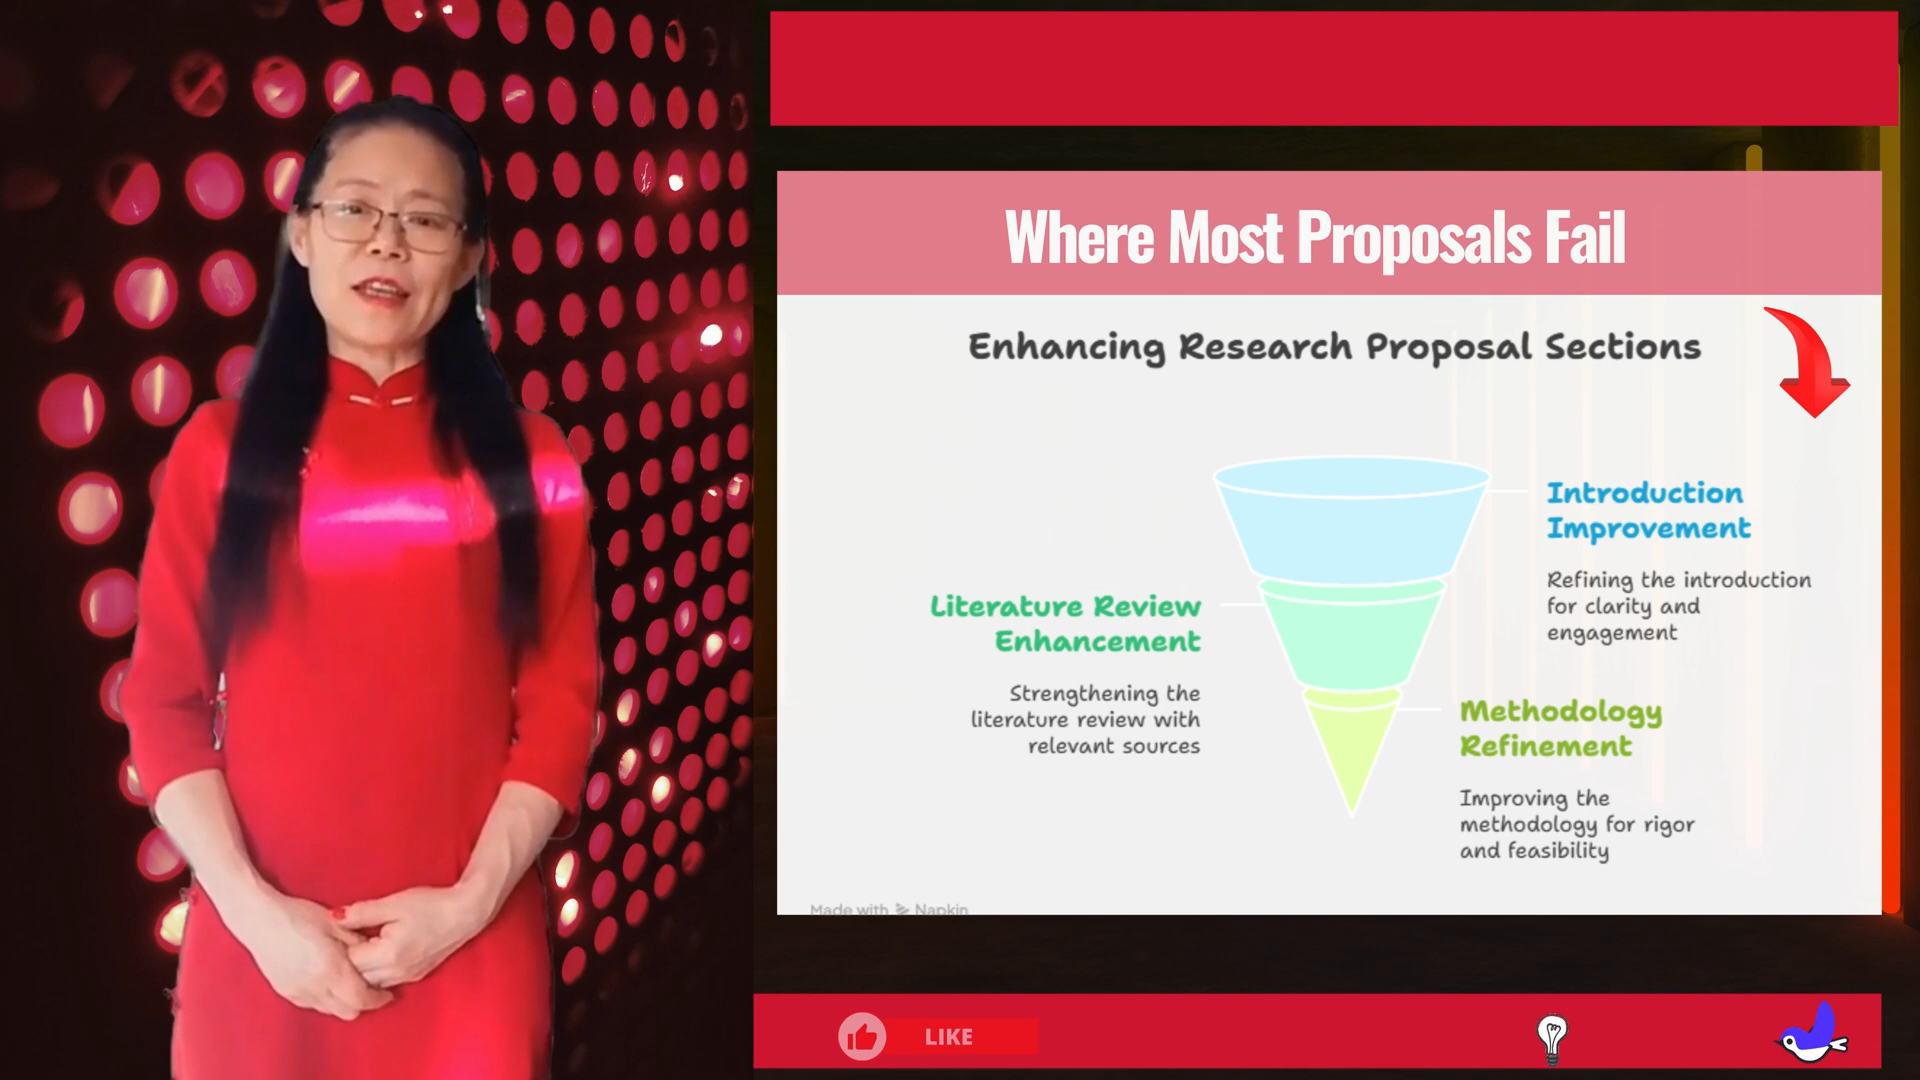 Where Most Proposals Fail
Enhancing Research Proposal Sections
Introduction
Improvement
Refining the introduction
for clarity and
engagement
Literature Review
Enhancement
Strengthening the
literature review with
relevant sources
Methodology
Refinement
Improving the
methodology for rigor
and feasibility
Made with Napkin
LIKE